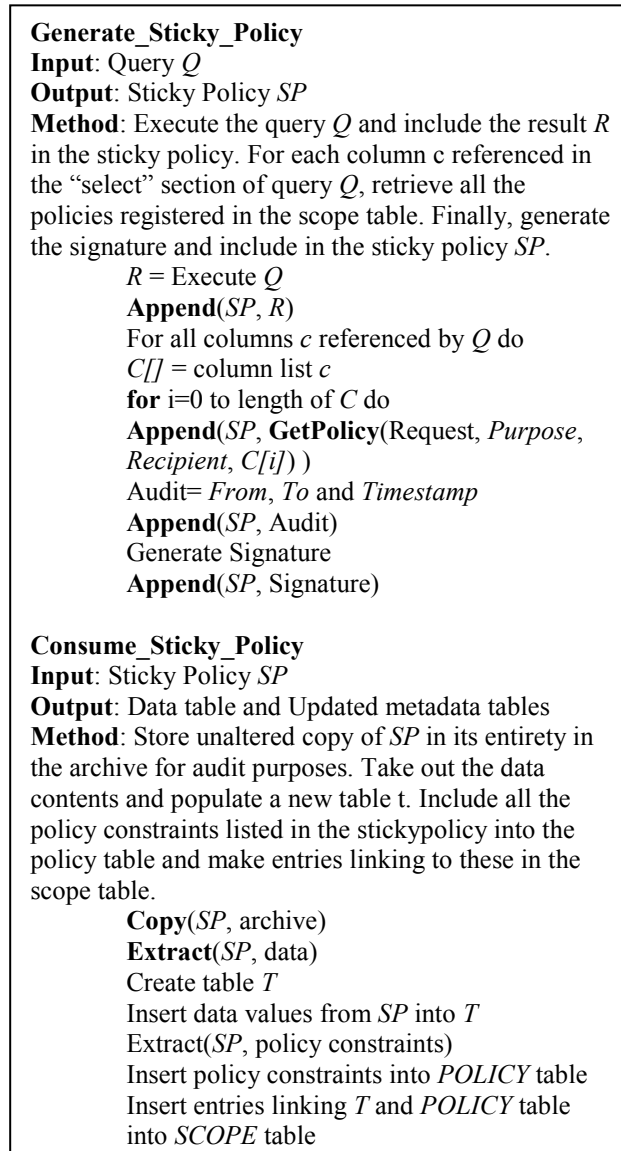 Generate_Sticky_Policy
Input: Query Q
Output: Sticky Policy SP
Method: Execute the query Q and include the result R
in the sticky policy. For each column c referenced in
the “select” section of query Q, retrieve all the
policies registered in the scope table. Finally, generate
the signature and include in the sticky policy SP.
R = Execute Q
Append(SP, R)
For all columns c referenced by Q do
C[] = column list c
for i=0 to length of C do
Append(SP, GetPolicy(Request, Purpose,
Recipient, C[i]) )
Audit= From, To and Timestamp
Append(SP, Audit)
Generate Signature
Append(SP, Signature)
Consume_Sticky_Policy
Input: Sticky Policy SP
Output: Data table and Updated metadata tables
Method: Store unaltered copy of SP in its entirety in
the archive for audit purposes. Take out the data
contents and populate a new table t. Include all the
policy constraints listed in the stickypolicy into the
policy table and make entries linking to these in the
scope table.
Copy(SP, archive)
Extract(SP, data)
Create table T
Insert data values from SP into T
Extract(SP, policy constraints)
Insert policy constraints into POLICY table
Insert entries linking T and POLICY table
into SCOPE table